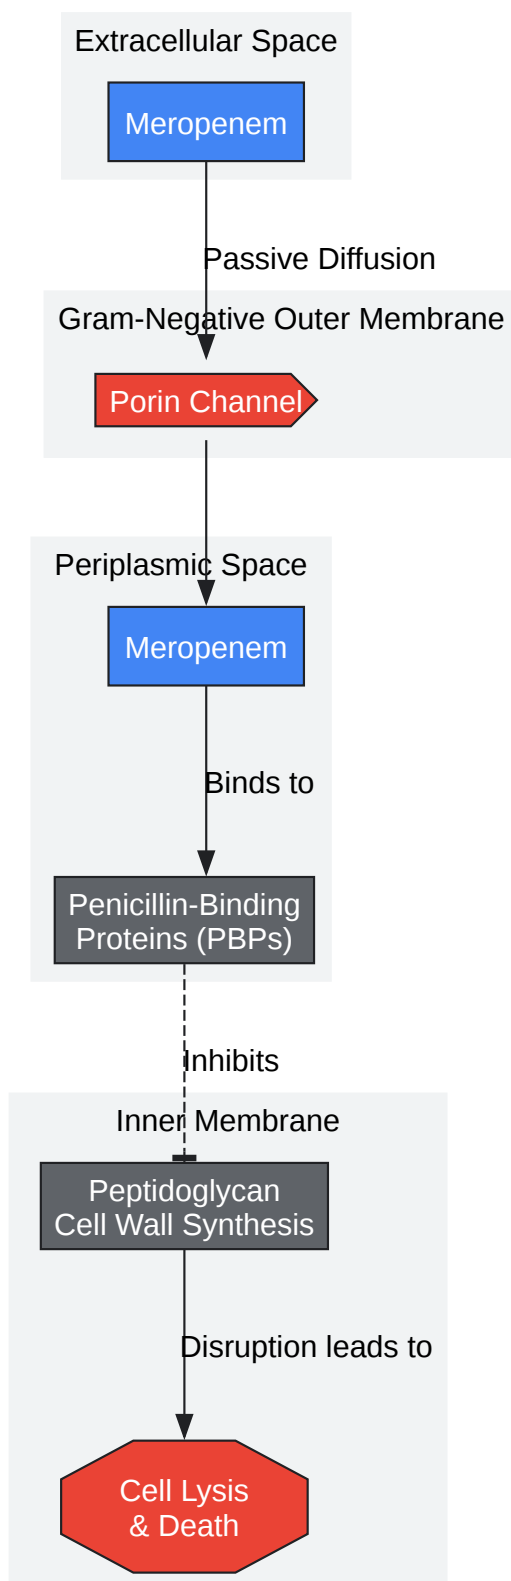 Extracellular Space
Meropenem
Passive Diffusion
Gram-Negative Outer Membrane
Porin Channel
Periplasmic Space
Meropenem
Binds to
Penicillin-Binding
Proteins (PBPs)
Inhibits
Inner Membrane
Peptidoglycan
Cell Wall Synthesis
Disruption leads to
Cell Lysis
& Death